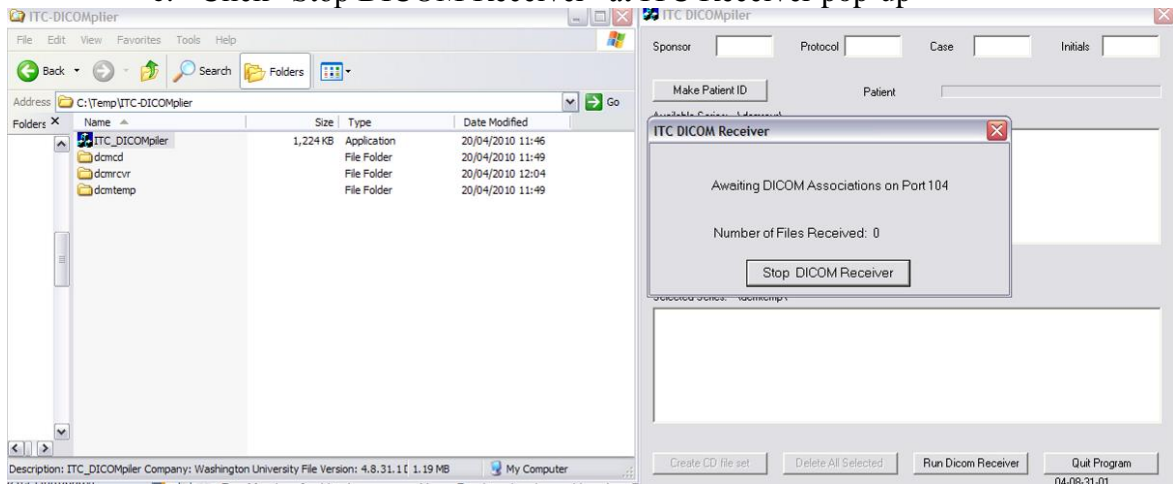 Click "Stop DICOM Receiver" at ITC Receiver pop-up
ITC-DICOMplier
File Edit View Favorites Tools Help
Back Search Folders
Address C:\Temp\ITC-DICOMplier Go
Folders X Name Size Type Date Modified
ITC_DICOMpiler 1,224 KB Application 20/04/2010 11:46
dcmcd File Folder 20/04/2010 11:49
dcmrcvr File Folder 20/04/2010 12:04
dcmtemp File Folder 20/04/2010 11:49
Description: ITC_DICOMpiler Company: Washington University File Version: 4.8.31.1 1.19 MB My Computer
ITC DICOMpiler
Sponsor Protocol Case Initials
Make Patient ID Patient
ITC DICOM Receiver
Awaiting DICOM Associations on Port 104
Number of Files Received: 0
Stop DICOM Receiver
Selected Series: \dcmtemp\
Create CD file set Delete All Selected Run Dicom Receiver Quit Program
04-08-31-01